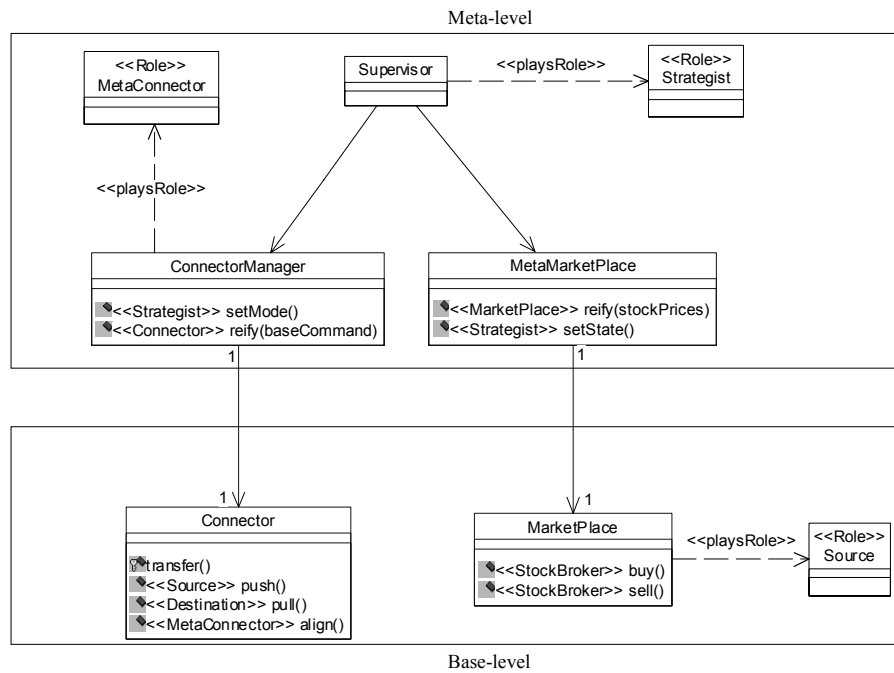 Meta-level
<<Role>>
MetaConnector
Supervisor
<<playsRole>>
<<Role>>
Strategist
<<playsRole>>
ConnectorManager
<<Strategist>> setMode()
<<Connector>> reify(baseCommand)
MetaMarketPlace
<<MarketPlace>> reify(stockPrices)
<<Strategist>> setState()
1
1
1
1
Connector
transfer()
<<Source>> push()
<<Destination>> pull()
<<MetaConnector>> align()
MarketPlace
<<StockBroker>> buy()
<<StockBroker>> sell()
<<playsRole>>
<<Role>>
Source
Base-level